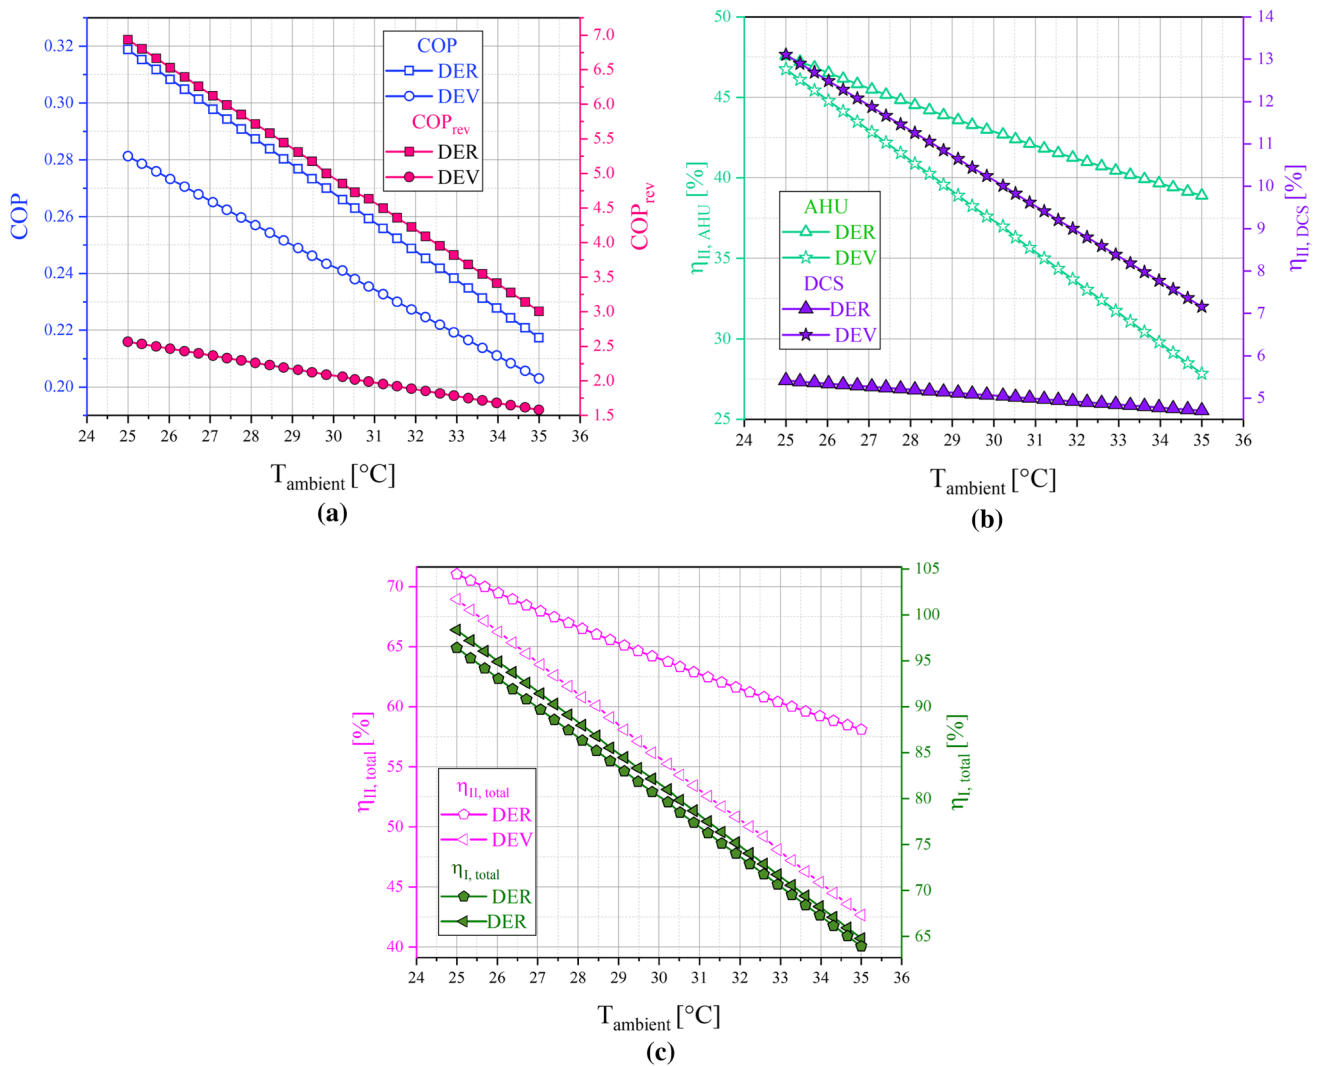 0.32
0.30
0.28
0.26
0.24
0.22
0.20
COP
7.0
6.5
6.0
5.5
5.0
4.5
4.0
3.5
3.0
2.5
2.0
1.5
COPrev
COP
DER
DEV
COPrev
DER
DEV
24 25 26 27 28 29 30 31 32 33 34 35 36
Tambient [°C]
(a)
50
45
40
35
30
25
ηII, AHU [%]
14
13
12
11
10
9
8
7
6
5
ηII, DCS [%]
AHU
DER
DEV
DCS
DER
DEV
24 25 26 27 28 29 30 31 32 33 34 35 36
Tambient [°C]
(b)
70
65
60
55
50
45
40
ηII, total [%]
105
100
95
90
85
80
75
70
65
ηI, total [%]
ηII, total
DER
DEV
ηI, total
DER
DER
24 25 26 27 28 29 30 31 32 33 34 35 36
Tambient [°C]
(c)